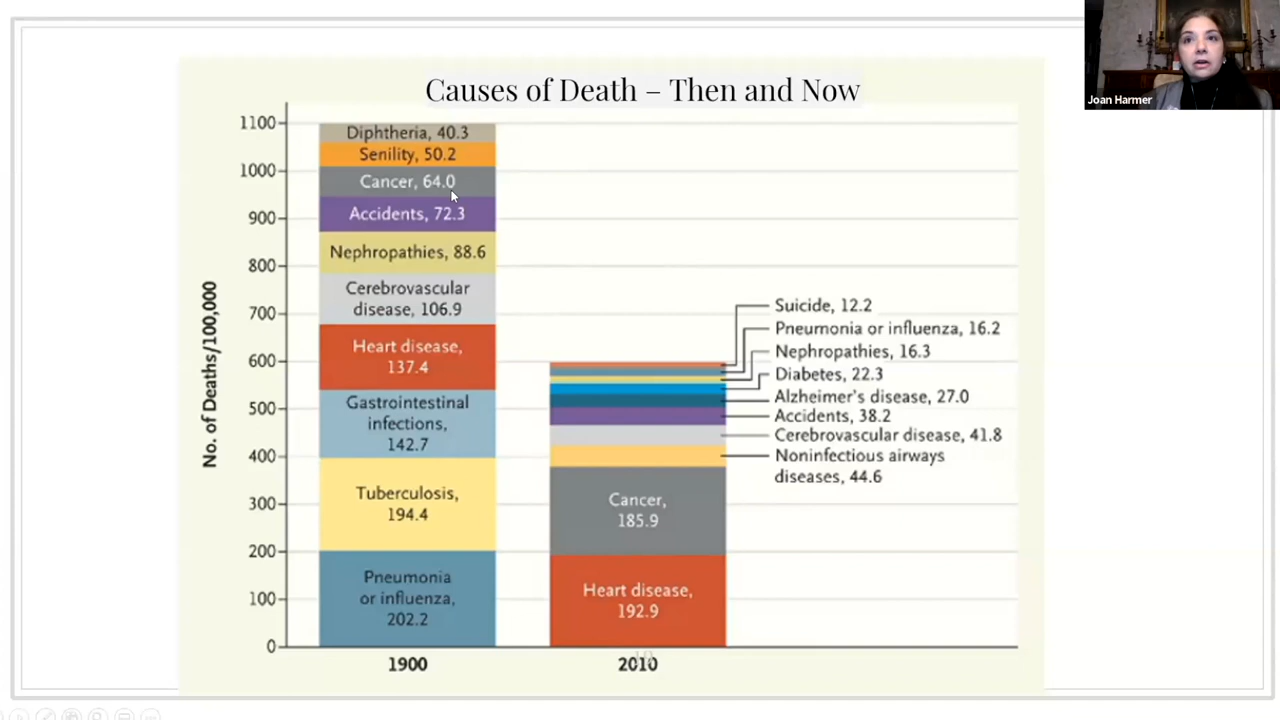 Causes of Death – Then and Now
Joan Harmer
No. of Deaths/100,000
1100
1000
900
800
700
600
500
400
300
200
100
0
Diphtheria, 40.3
Senility, 50.2
Cancer, 64.0
Accidents, 72.3
Nephropathies, 88.6
Cerebrovascular
disease, 106.9
Heart disease,
137.4
Gastrointestinal
infections,
142.7
Tuberculosis,
194.4
Pneumonia
or influenza,
202.2
Suicide, 12.2
Pneumonia or influenza, 16.2
Nephropathies, 16.3
Diabetes, 22.3
Alzheimer's disease, 27.0
Accidents, 38.2
Cerebrovascular disease, 41.8
Noninfectious airways
diseases, 44.6
Cancer,
185.9
Heart disease,
192.9
1900
2010